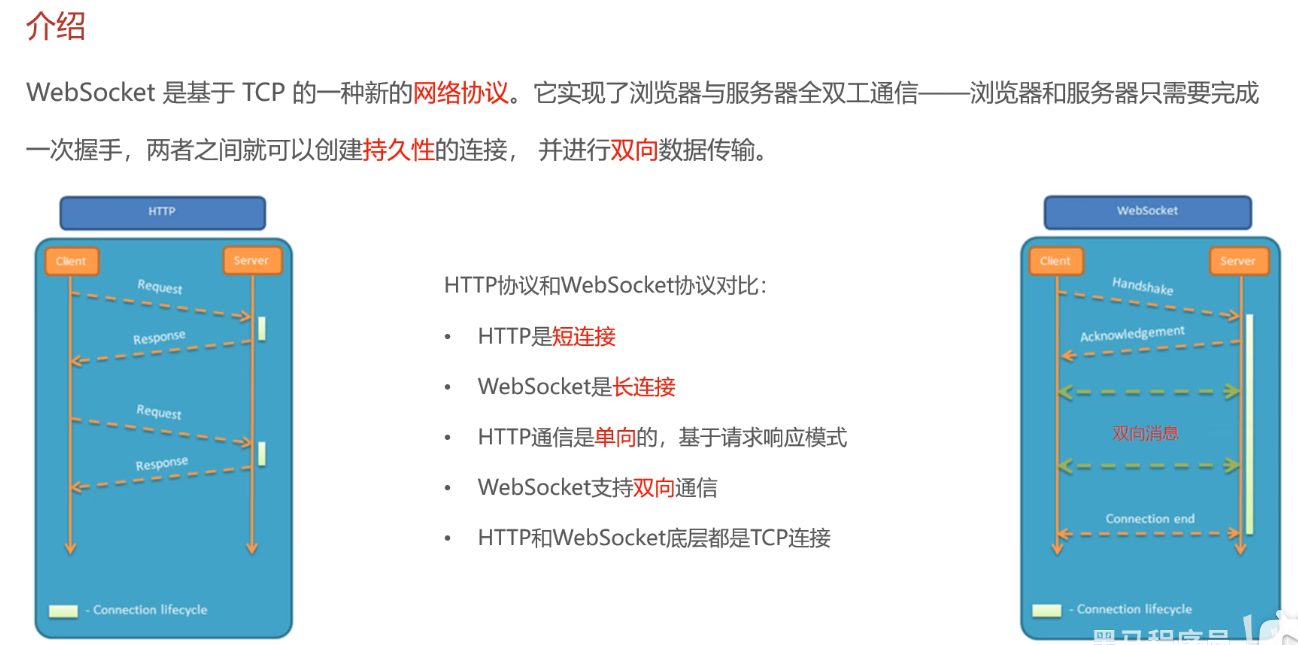 介绍
WebSocket 是基于 TCP 的一种新的网络协议。它实现了浏览器与服务器全双工通信——浏览器和服务器只需要完成
一次握手，两者之间就可以创建持久性的连接， 并进行双向数据传输。
HTTP
Client
Server
Request
Response
Request
Response
- Connection lifecycle
HTTP协议和WebSocket协议对比：
• HTTP是短连接
• WebSocket是长连接
• HTTP通信是单向的，基于请求响应模式
• WebSocket支持双向通信
• HTTP和WebSocket底层都是TCP连接
WebSocket
Client
Server
Handshake
Acknowledgement
双向消息
Connection end
- Connection lifecycle
黑马程序员